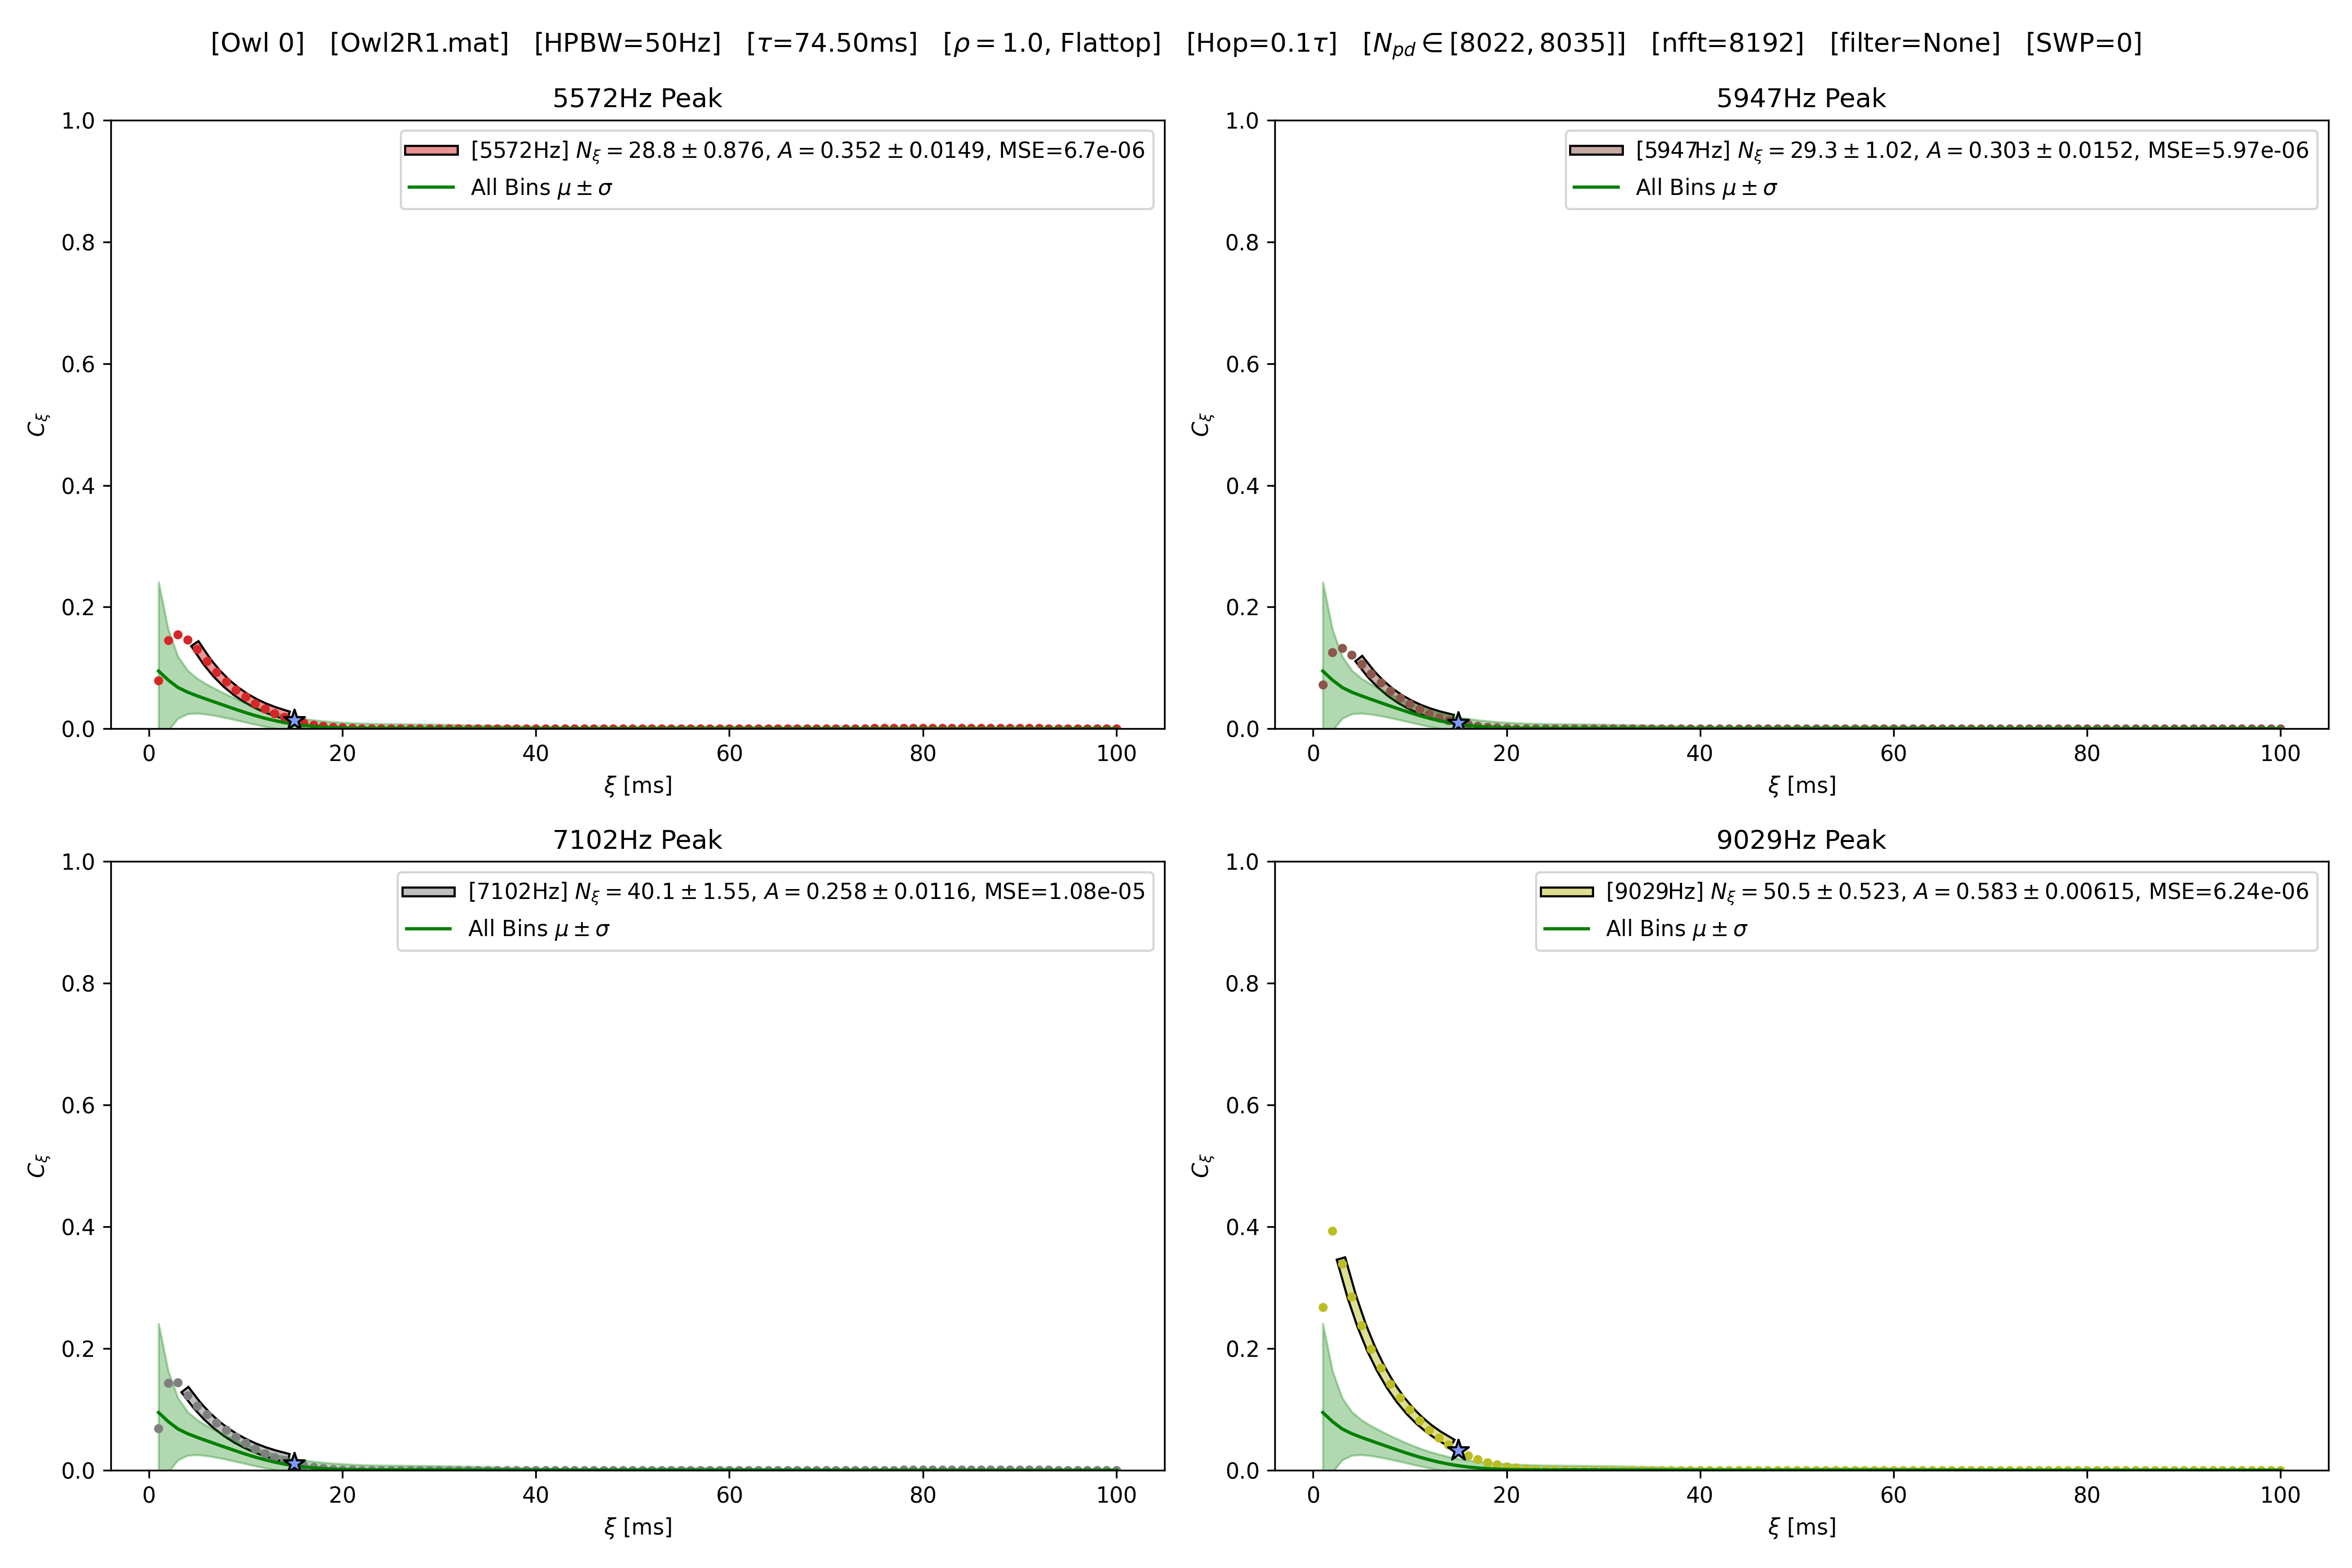 [Owl 0] [Owl2R1.mat] [HPBW=50Hz] [τ=74.50ms] [ρ = 1.0, Flattop] [Hop=0.1τ] [N_pd ∈ [8022, 8035]] [nfft=8192] [filter=None] [SWP=0]
5572Hz Peak
[5572Hz] N_ξ = 28.8 ± 0.876, A = 0.352 ± 0.0149, MSE=6.7e-06
All Bins μ ± σ
1.0
0.8
0.6
0.4
0.2
0.0
C_ξ
0 20 40 60 80 100
ξ [ms]
5947Hz Peak
[5947Hz] N_ξ = 29.3 ± 1.02, A = 0.303 ± 0.0152, MSE=5.97e-06
All Bins μ ± σ
1.0
0.8
0.6
0.4
0.2
0.0
C_ξ
0 20 40 60 80 100
ξ [ms]
7102Hz Peak
[7102Hz] N_ξ = 40.1 ± 1.55, A = 0.258 ± 0.0116, MSE=1.08e-05
All Bins μ ± σ
1.0
0.8
0.6
0.4
0.2
0.0
C_ξ
0 20 40 60 80 100
ξ [ms]
9029Hz Peak
[9029Hz] N_ξ = 50.5 ± 0.523, A = 0.583 ± 0.00615, MSE=6.24e-06
All Bins μ ± σ
1.0
0.8
0.6
0.4
0.2
0.0
C_ξ
0 20 40 60 80 100
ξ [ms]